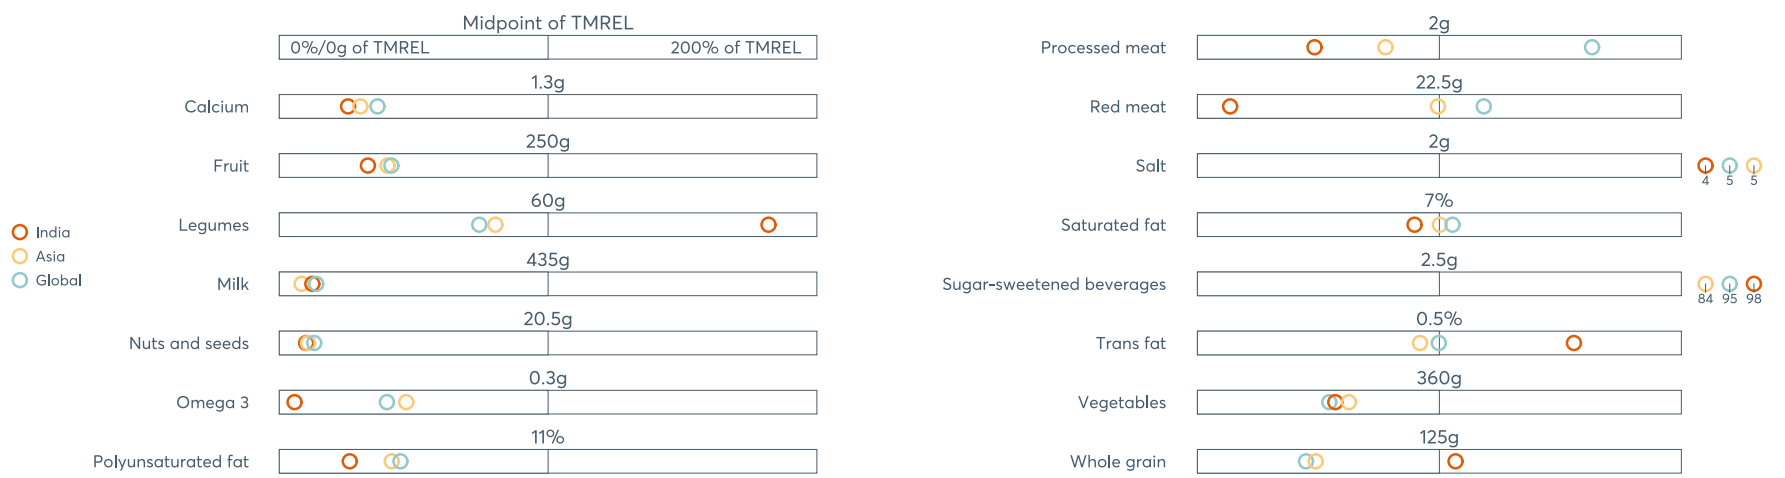 Midpoint of TMREL
0%/0g of TMREL 200% of TMREL
1.3g
Calcium
250g
Fruit
60g
Legumes
India
Asia
Global
435g
Milk
20.5g
Nuts and seeds
0.3g
Omega 3
11%
Polyunsaturated fat
2g
Processed meat
22.5g
Red meat
2g
Salt
4 5 5
7%
Saturated fat
2.5g
Sugar-sweetened beverages
84 95 98
0.5%
Trans fat
360g
Vegetables
125g
Whole grain